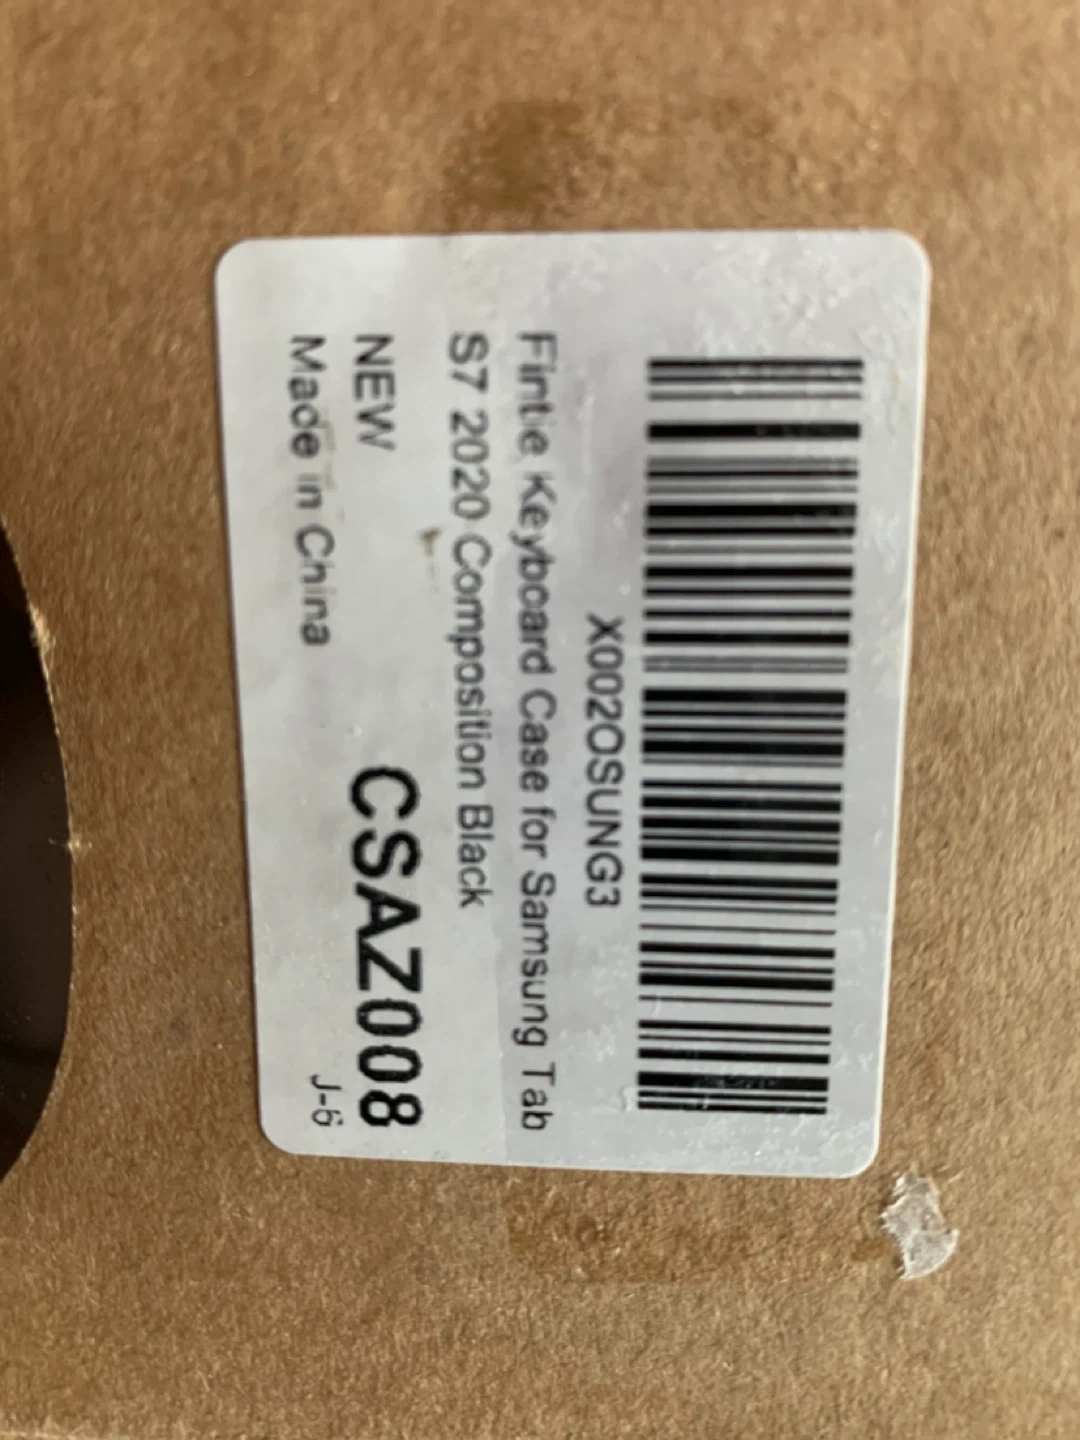 X002OSUNG3
Fintie Keyboard Case for Samsung Tab
S7 2020 Composition Black
NEW
CSAZ008
Made in China
J-6